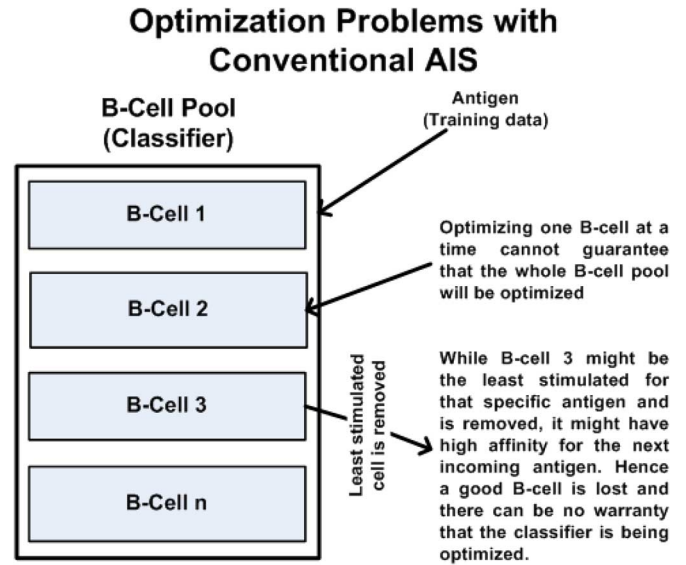 Optimization Problems with
Conventional AIS
B-Cell Pool
(Classifier)
Antigen
(Training data)
B-Cell 1
Optimizing one B-cell at a
time cannot guarantee
that the whole B-cell pool
will be optimized
B-Cell 2
B-Cell 3
Least stimulated
cell is removed
While B-cell 3 might be
the least stimulated for
that specific antigen and
is removed, it might have
high affinity for the next
incoming antigen. Hence
a good B-cell is lost and
there can be no warranty
that the classifier is being
optimized.
B-Cell n